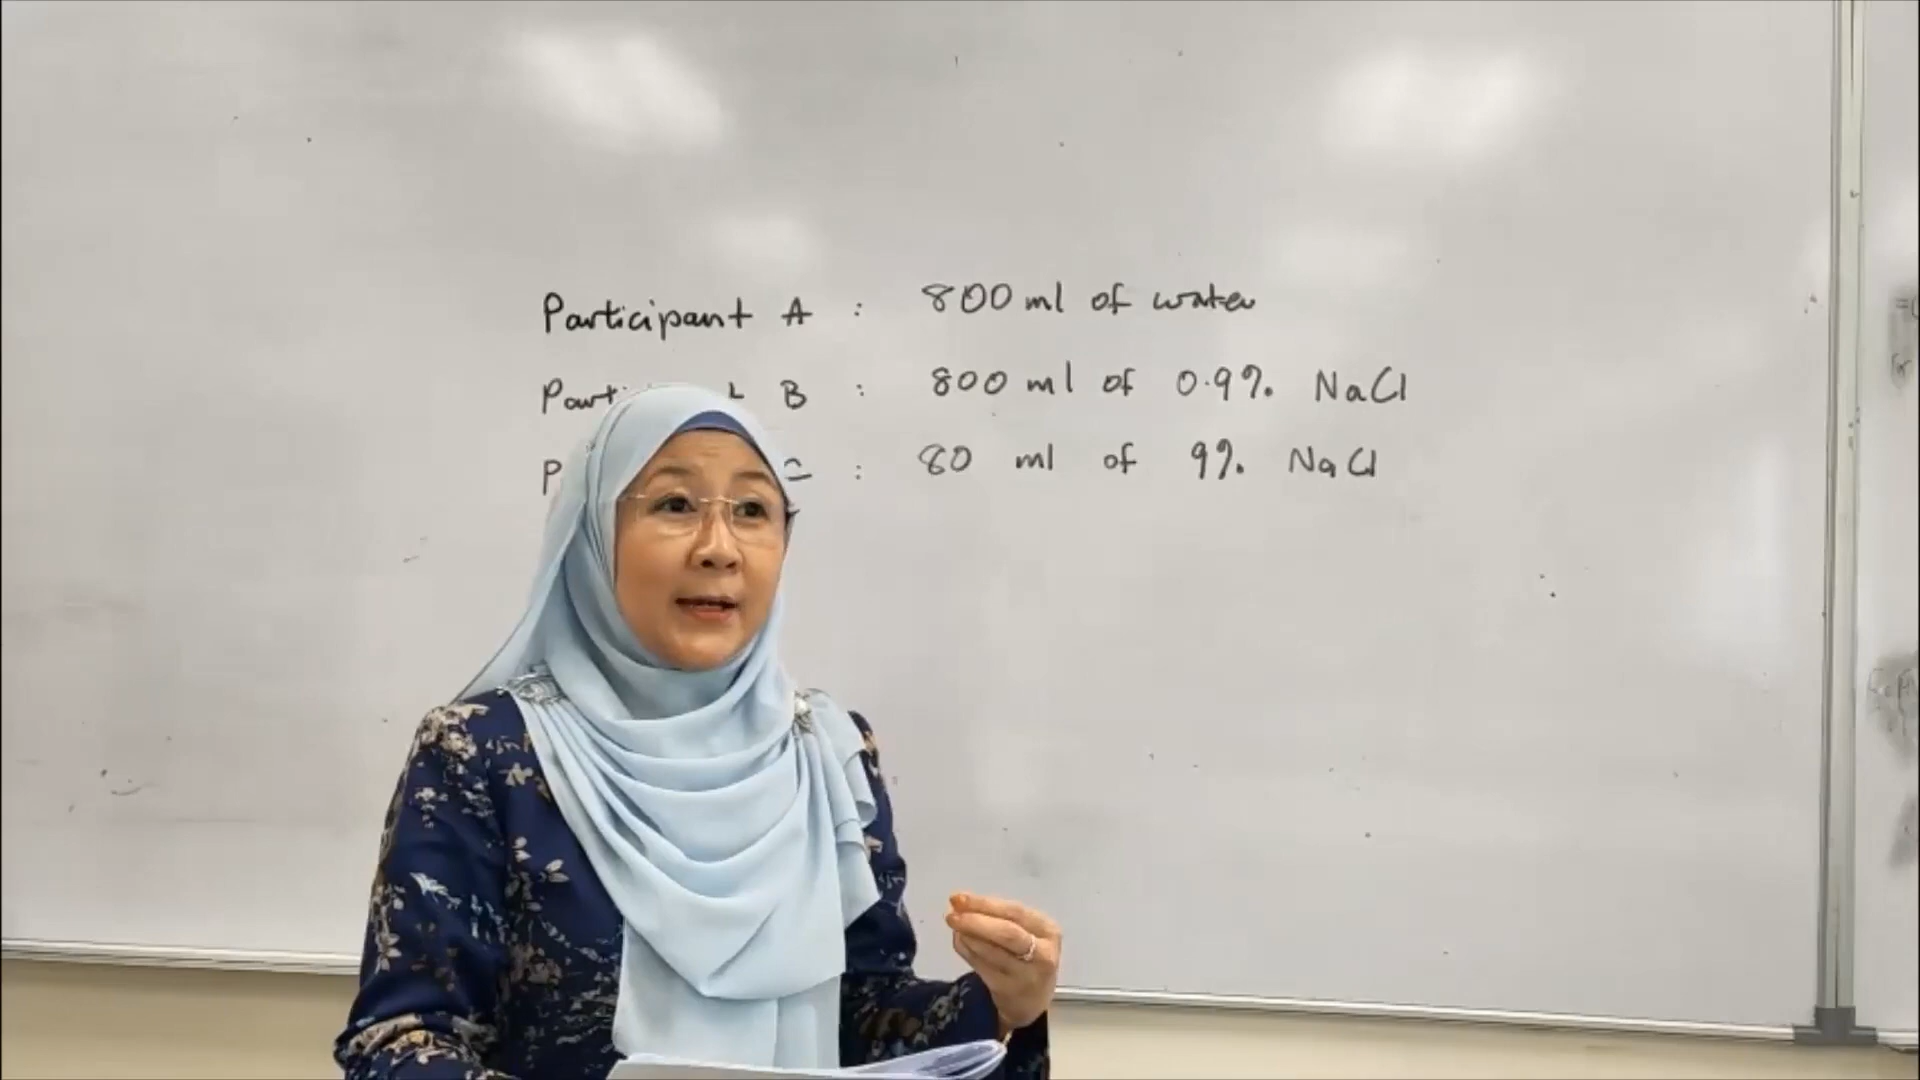 Participant A : 800 ml of water
B : 800 ml of 0.9% NaCl
C : 80 ml of 9% NaCl